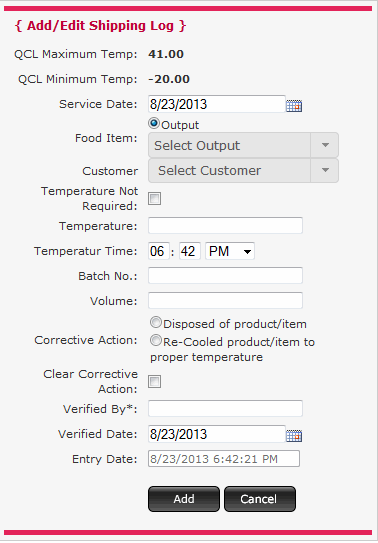 { Add/Edit Shipping Log }
QCL Maximum Temp: 41.00
QCL Minimum Temp: -20.00
Service Date: 8/23/2013
Output
Food Item: Select Output
Customer Select Customer
Temperature Not
Required:
Temperature:
Temperatur Time: 06 : 42 PM
Batch No.:
Volume:
Disposed of product/item
Corrective Action: Re-Cooled product/item to
proper temperature
Clear Corrective
Action:
Verified By*:
Verified Date: 8/23/2013
Entry Date: 8/23/2013 6:42:21 PM
Add Cancel